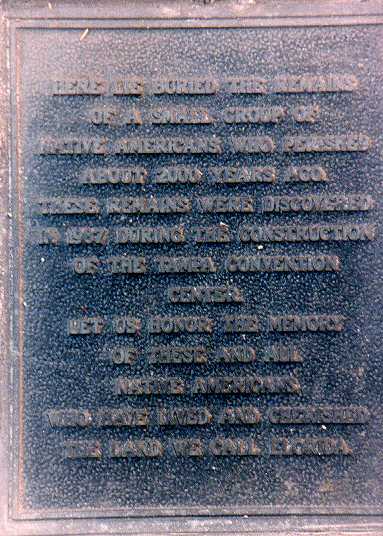 HERE LIE BURIED THE REMAINS
OF A SMALL GROUP OF
NATIVE AMERICANS WHO PERISHED
ABOUT 2000 YEARS AGO.
THESE REMAINS WERE DISCOVERED
IN 1987 DURING THE CONSTRUCTION
OF THE TAMPA CONVENTION
CENTER.
LET US HONOR THE MEMORY
OF THESE AND ALL
NATIVE AMERICANS
WHO HAVE LIVED AND CHERISHED
THE LAND WE CALL FLORIDA